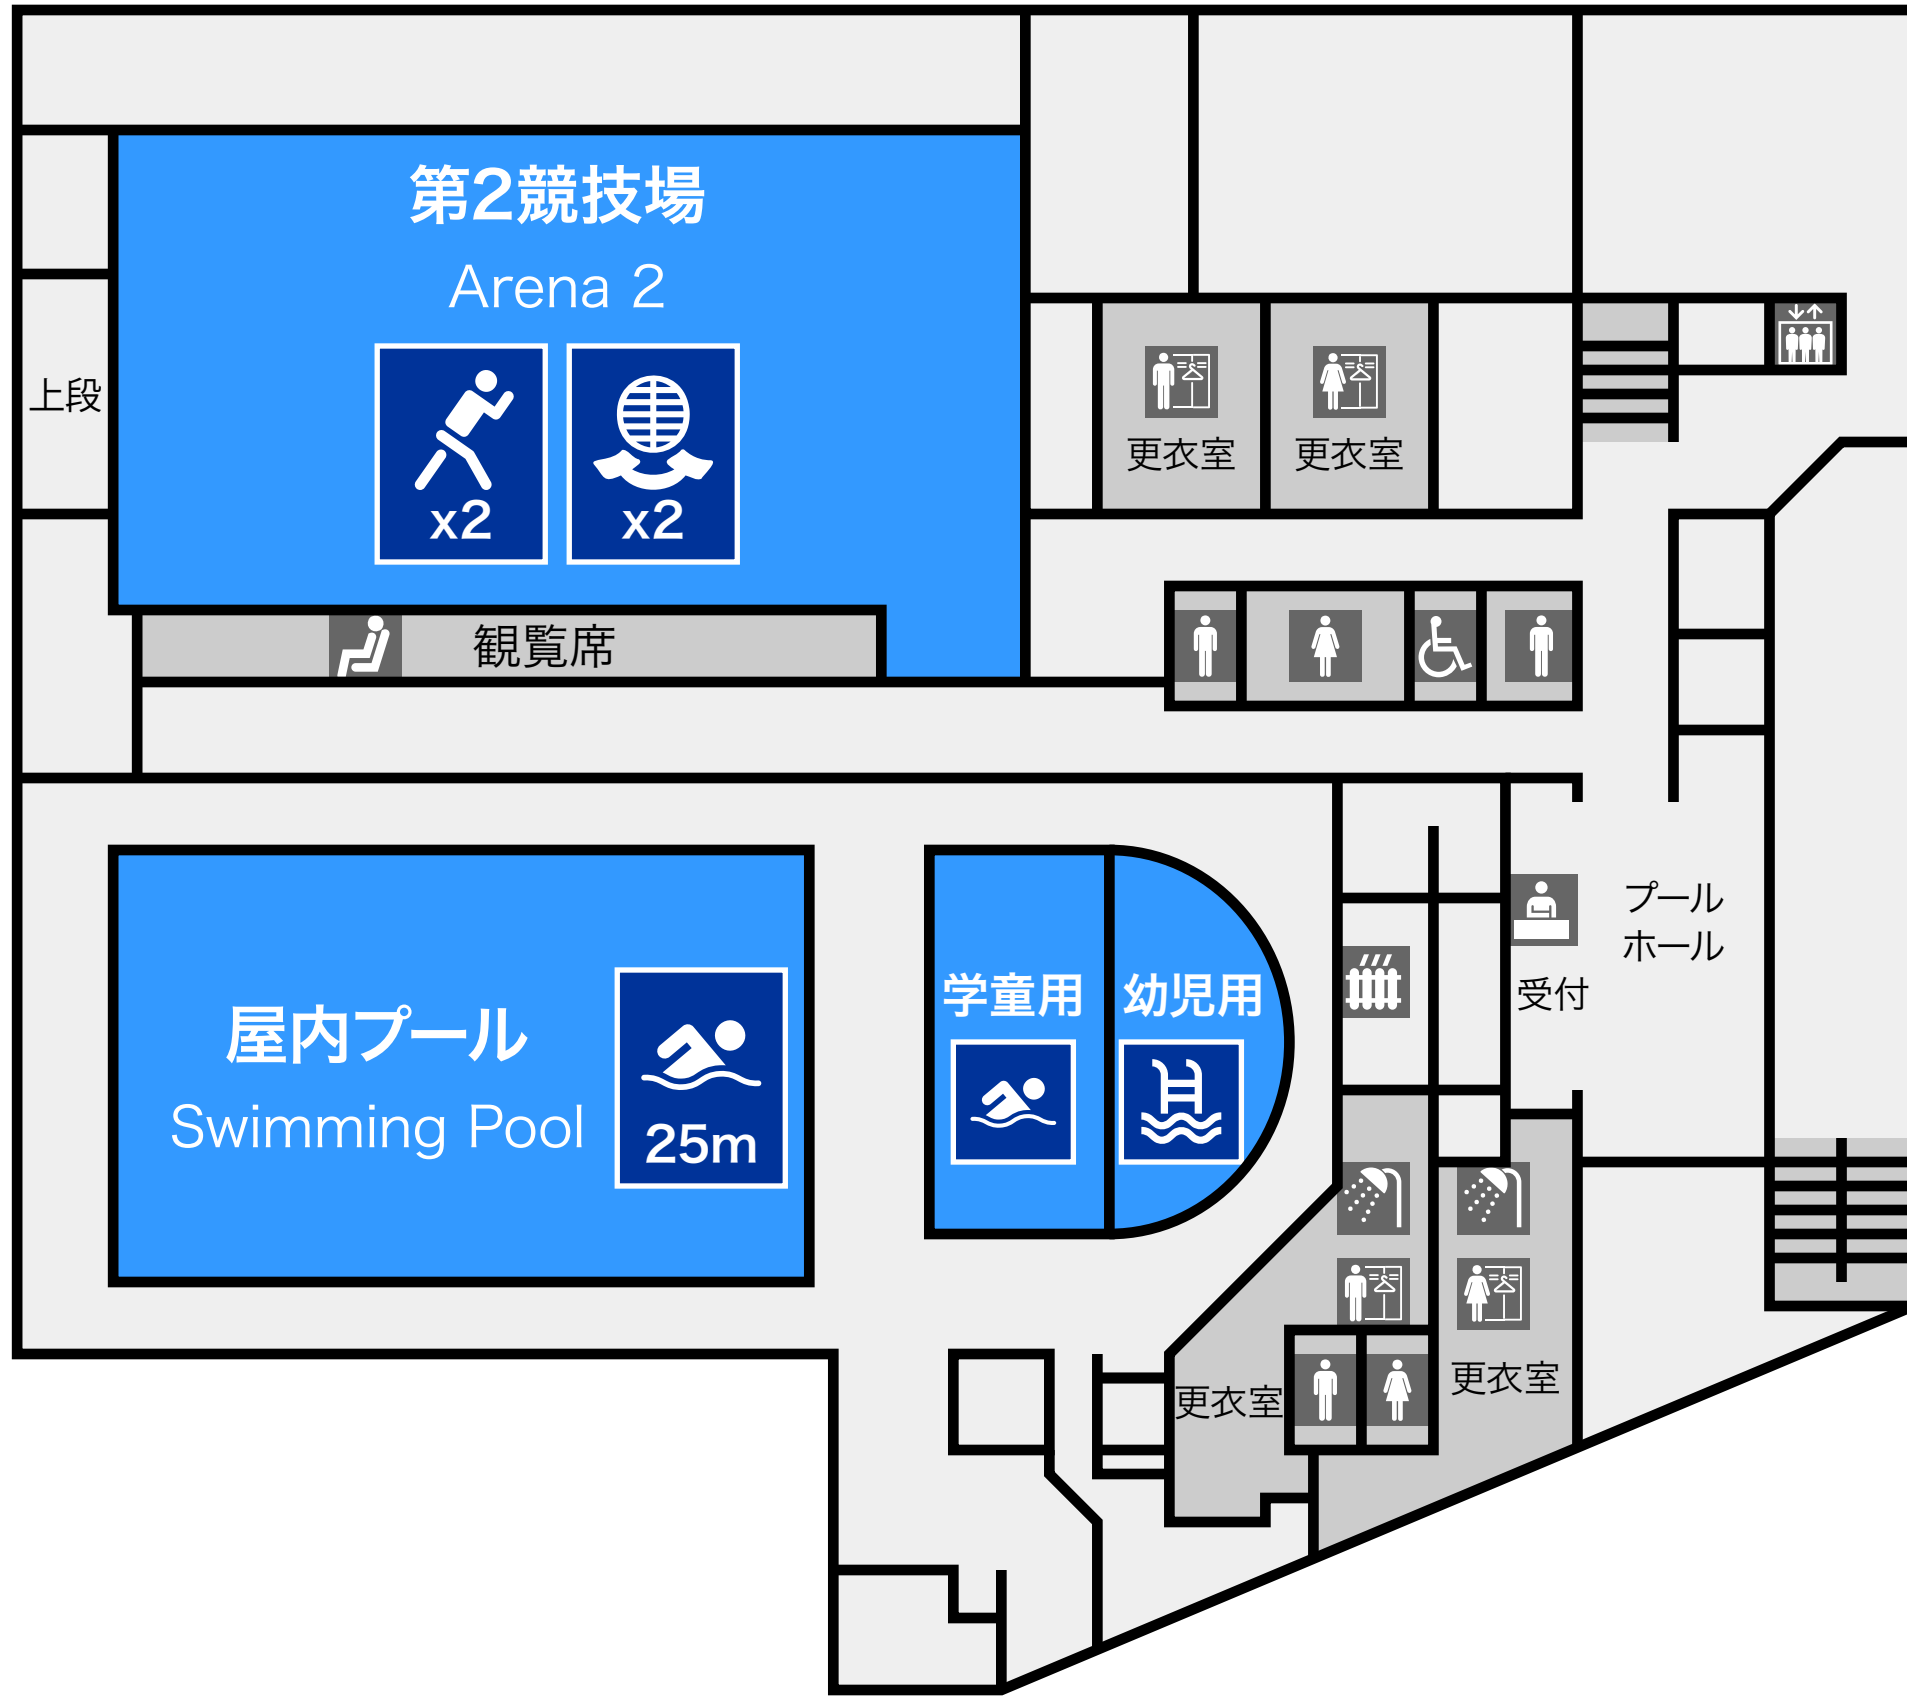 第2競技場
Arena 2
x2
x2
上段
更衣室
更衣室
観覧席
プール
ホール
受付
屋内プール
Swimming Pool
25m
学童用
幼児用
更衣室
更衣室